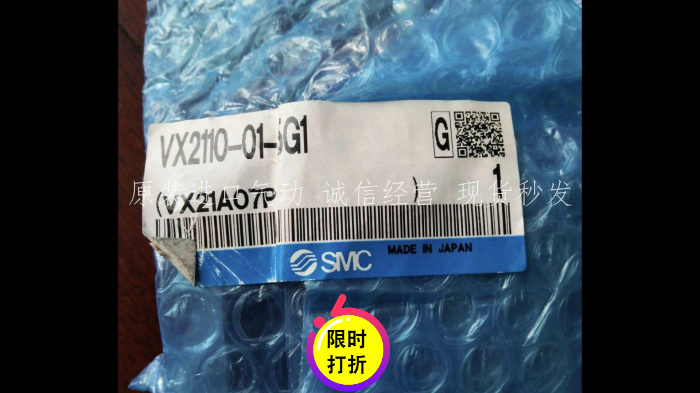 VX2110-01-5G1
G
原装进口气动 诚信经营 现货秒发
(VX21A07P ) 1
SMC MADE IN JAPAN
限时
打折